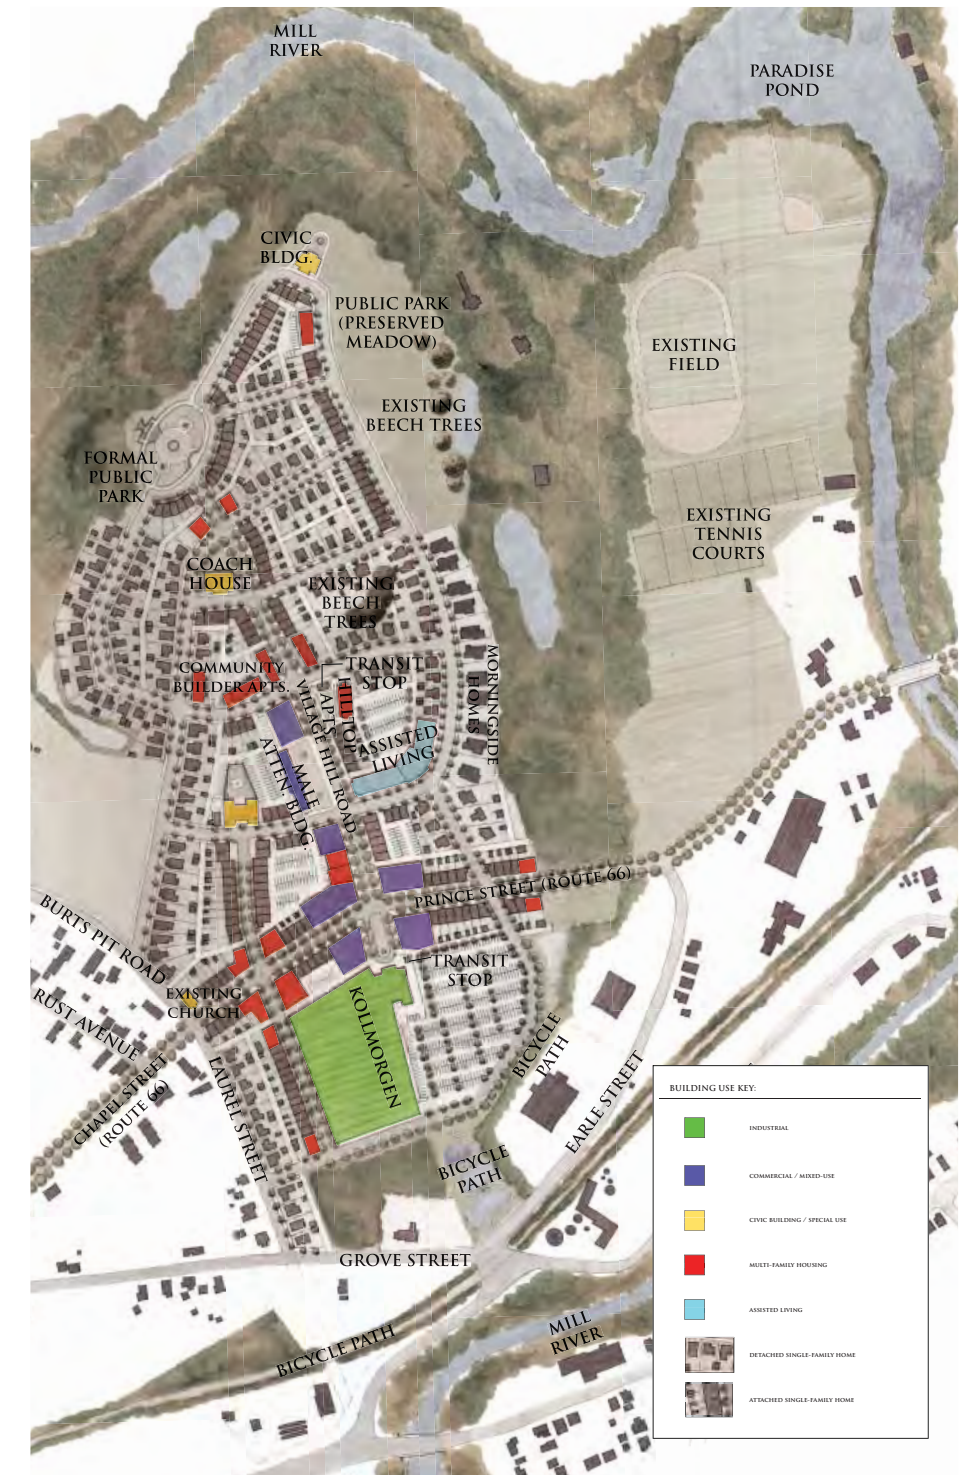 MILL
RIVER
PARADISE
POND
CIVIC
BLDG.
PUBLIC PARK
(PRESERVED
MEADOW)
EXISTING
FIELD
EXISTING
BEECH TREES
FORMAL
PUBLIC
PARK
EXISTING
TENNIS
COURTS
COACH
HOUSE
EXISTING
BEECH
TREES
COMMUNITY
BUILDER APTS.
TRANSIT
STOP
HILLTOP
APTS.
MORNINGSIDE
HOMES
VILLAGE HILL ROAD
ASSISTED
LIVING
MALE
ATTEN. BLDG.
PRINCE STREET (ROUTE 66)
BURTS PIT ROAD
TRANSIT
STOP
EXISTING
CHURCH
RUST AVENUE
KOLLMORGEN
BICYCLE
PATH
CHAPEL STREET
(ROUTE 66)
LAUREL STREET
EARLE STREET
BICYCLE
PATH
GROVE STREET
MILL
RIVER
BICYCLE PATH
BUILDING USE KEY:
INDUSTRIAL
COMMERCIAL / MIXED-USE
CIVIC BUILDING / SPECIAL USE
MULTI-FAMILY HOUSING
ASSISTED LIVING
DETACHED SINGLE-FAMILY HOME
ATTACHED SINGLE-FAMILY HOME